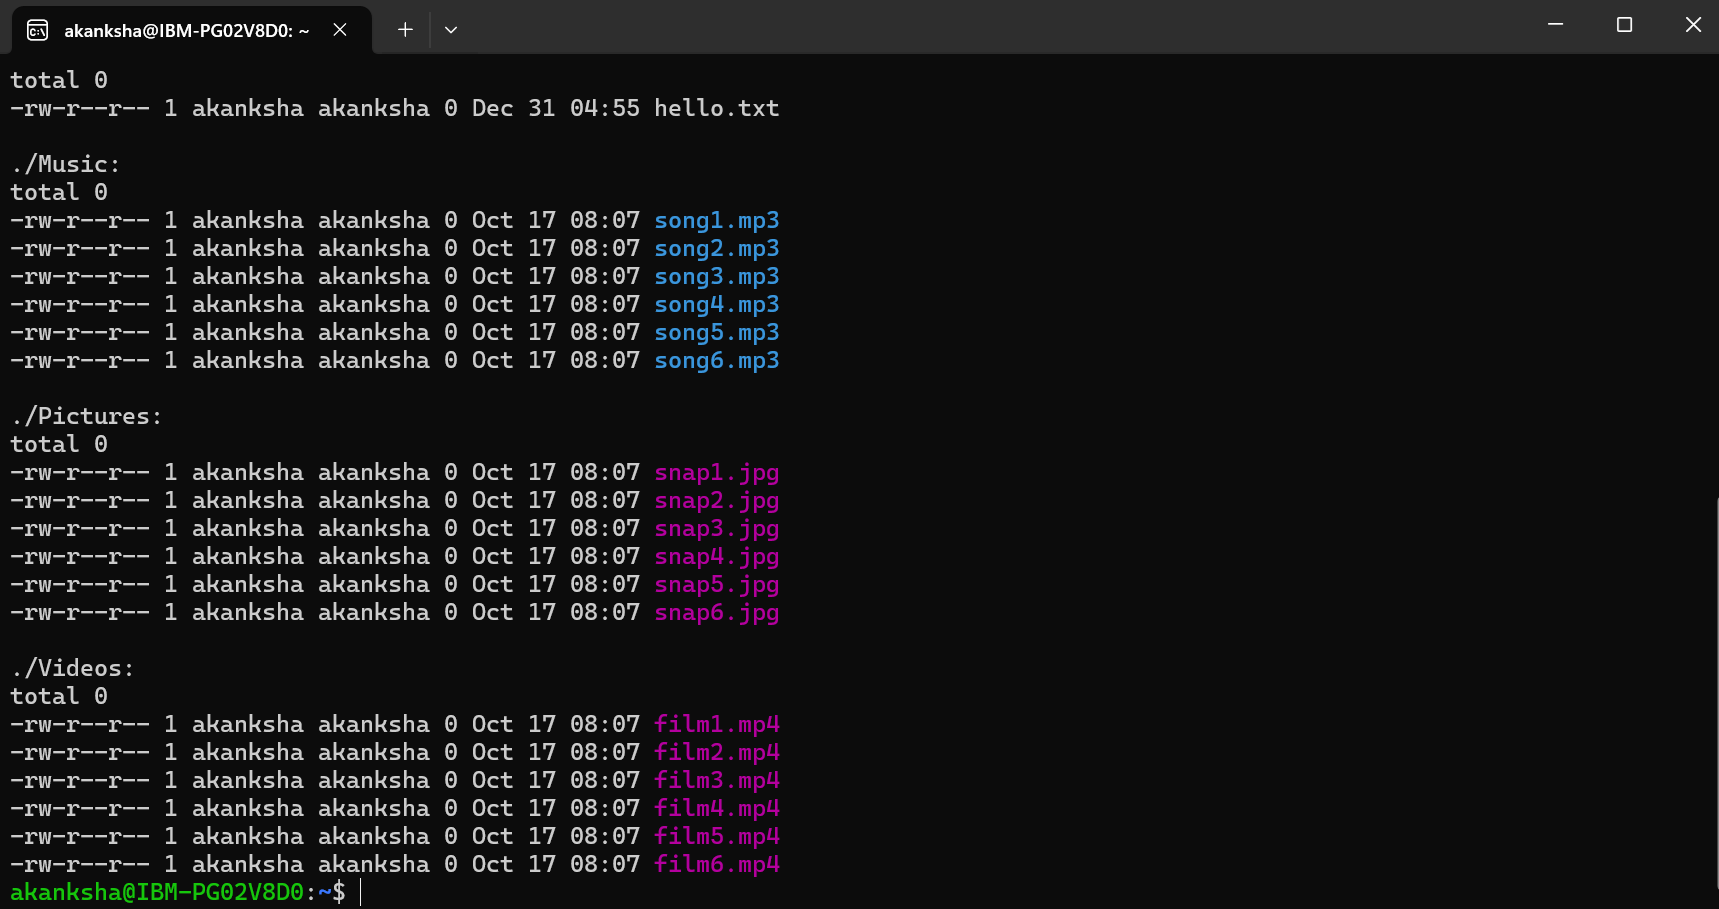 akanksha@IBM-PG02V8D0: ~
total 0
-rw-r--r-- 1 akanksha akanksha 0 Dec 31 04:55 hello.txt
./Music:
total 0
-rw-r--r-- 1 akanksha akanksha 0 Oct 17 08:07 song1.mp3
-rw-r--r-- 1 akanksha akanksha 0 Oct 17 08:07 song2.mp3
-rw-r--r-- 1 akanksha akanksha 0 Oct 17 08:07 song3.mp3
-rw-r--r-- 1 akanksha akanksha 0 Oct 17 08:07 song4.mp3
-rw-r--r-- 1 akanksha akanksha 0 Oct 17 08:07 song5.mp3
-rw-r--r-- 1 akanksha akanksha 0 Oct 17 08:07 song6.mp3
./Pictures:
total 0
-rw-r--r-- 1 akanksha akanksha 0 Oct 17 08:07 snap1.jpg
-rw-r--r-- 1 akanksha akanksha 0 Oct 17 08:07 snap2.jpg
-rw-r--r-- 1 akanksha akanksha 0 Oct 17 08:07 snap3.jpg
-rw-r--r-- 1 akanksha akanksha 0 Oct 17 08:07 snap4.jpg
-rw-r--r-- 1 akanksha akanksha 0 Oct 17 08:07 snap5.jpg
-rw-r--r-- 1 akanksha akanksha 0 Oct 17 08:07 snap6.jpg
./Videos:
total 0
-rw-r--r-- 1 akanksha akanksha 0 Oct 17 08:07 film1.mp4
-rw-r--r-- 1 akanksha akanksha 0 Oct 17 08:07 film2.mp4
-rw-r--r-- 1 akanksha akanksha 0 Oct 17 08:07 film3.mp4
-rw-r--r-- 1 akanksha akanksha 0 Oct 17 08:07 film4.mp4
-rw-r--r-- 1 akanksha akanksha 0 Oct 17 08:07 film5.mp4
-rw-r--r-- 1 akanksha akanksha 0 Oct 17 08:07 film6.mp4
akanksha@IBM-PG02V8D0:~$